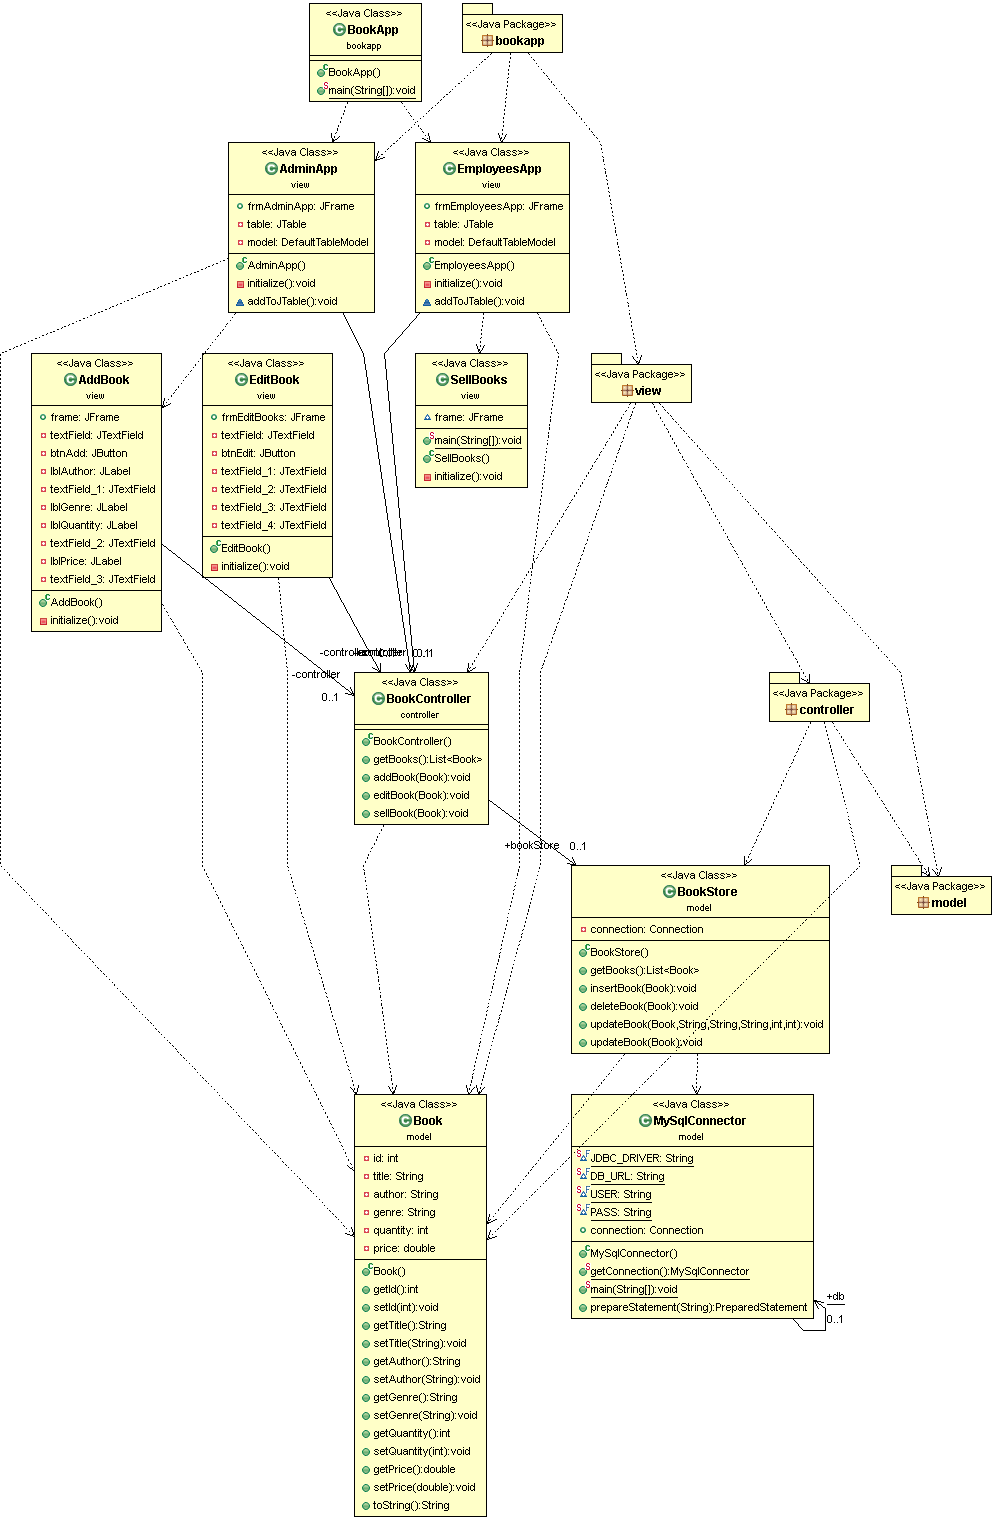 <<Java Class>>
BookApp
bookapp
BookApp()
main(String[]):void
<<Java Package>>
bookapp
<<Java Class>>
AdminApp
view
frmAdminApp: JFrame
table: JTable
model: DefaultTableModel
AdminApp()
initialize():void
addToJTable():void
<<Java Class>>
EmployeesApp
view
frmEmployeesApp: JFrame
table: JTable
model: DefaultTableModel
EmployeesApp()
initialize():void
addToJTable():void
<<Java Class>>
AddBook
view
frame: JFrame
textField: JTextField
btnAdd: JButton
lblAuthor: JLabel
textField_1: JTextField
lblGenre: JLabel
lblQuantity: JLabel
textField_2: JTextField
lblPrice: JLabel
textField_3: JTextField
AddBook()
initialize():void
<<Java Class>>
EditBook
view
frmEditBooks: JFrame
textField: JTextField
btnEdit: JButton
textField_1: JTextField
textField_2: JTextField
textField_3: JTextField
textField_4: JTextField
EditBook()
initialize():void
<<Java Class>>
SellBooks
view
frame: JFrame
main(String[]):void
SellBooks()
initialize():void
<<Java Package>>
view
-controller
-controller
0..1
<<Java Class>>
BookController
controller
BookController()
getBooks():List<Book>
addBook(Book):void
editBook(Book):void
sellBook(Book):void
<<Java Package>>
controller
+bookStore
0..1
<<Java Class>>
BookStore
model
connection: Connection
BookStore()
getBooks():List<Book>
insertBook(Book):void
deleteBook(Book):void
updateBook(Book,String,String,String,int,int):void
updateBook(Book):void
<<Java Package>>
model
<<Java Class>>
Book
model
id: int
title: String
author: String
genre: String
quantity: int
price: double
Book()
getId():int
setId(int):void
getTitle():String
setTitle(String):void
getAuthor():String
setAuthor(String):void
getGenre():String
setGenre(String):void
getQuantity():int
setQuantity(int):void
getPrice():double
setPrice(double):void
toString():String
<<Java Class>>
MySqlConnector
model
JDBC_DRIVER: String
DB_URL: String
USER: String
PASS: String
connection: Connection
MySqlConnector()
getConnection():MySqlConnector
main(String[]):void
prepareStatement(String):PreparedStatement
+db
0..1